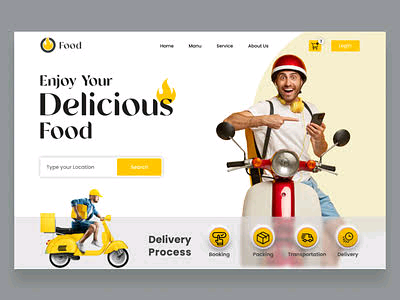 Food
Home Manu Service About Us
2
Login
Enjoy Your
Delicious
Food
Type your Location
Search
Delivery
Process
Booking Packing Transportation Delivery